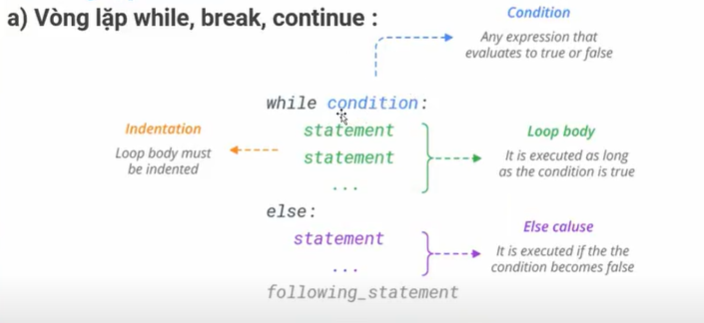 a) Vòng lặp while, break, continue :
Condition
Any expression that
evaluates to true or false
while condition:
Indentation
Loop body must
be indented
statement
statement
...
Loop body
It is executed as long
as the condition is true
else:
statement
...
Else caluse
It is executed if the the
condition becomes false
following_statement